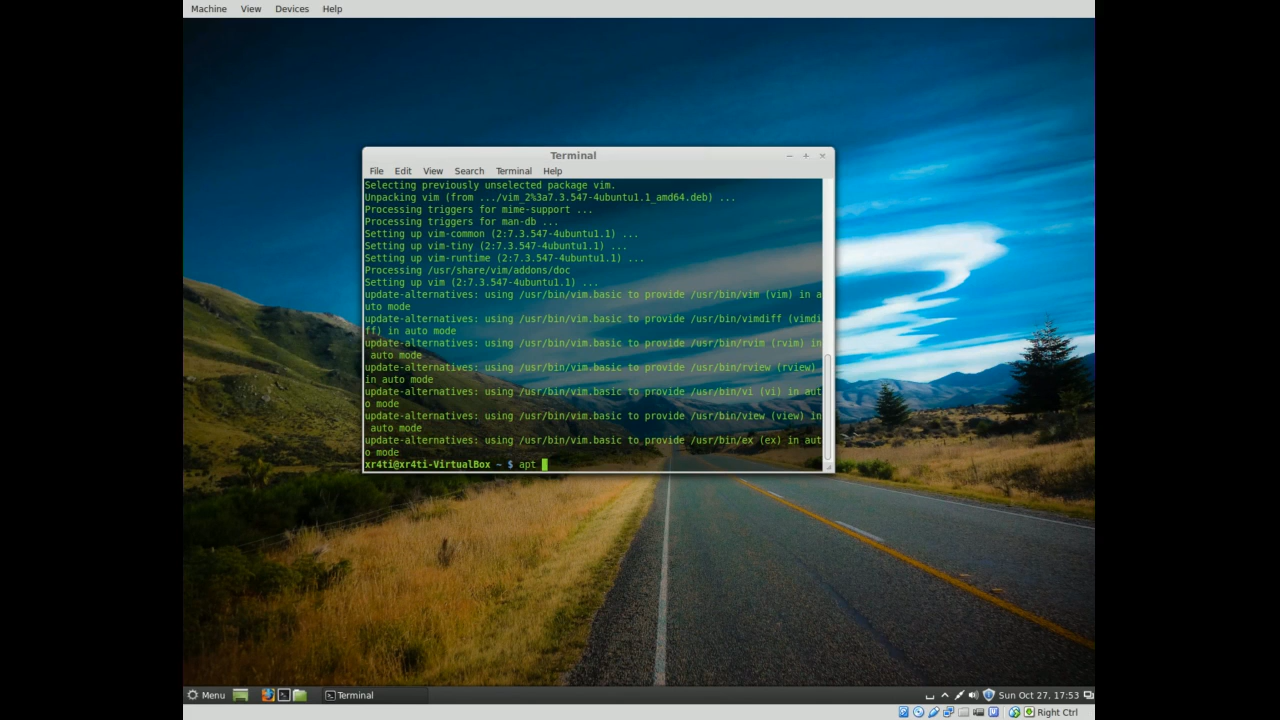 Machine View Devices Help
Terminal
File Edit View Search Terminal Help
Selecting previously unselected package vim.
Unpacking vim (from .../vim_2%3a7.3.547-4ubuntu1.1_amd64.deb) ...
Processing triggers for mime-support ...
Processing triggers for man-db ...
Setting up vim-common (2:7.3.547-4ubuntu1.1) ...
Setting up vim-tiny (2:7.3.547-4ubuntu1.1) ...
Setting up vim-runtime (2:7.3.547-4ubuntu1.1) ...
Processing /usr/share/vim/addons/doc
Setting up vim (2:7.3.547-4ubuntu1.1) ...
update-alternatives: using /usr/bin/vim.basic to provide /usr/bin/vim (vim) in a
uto mode
update-alternatives: using /usr/bin/vim.basic to provide /usr/bin/vimdiff (vimdi
ff) in auto mode
update-alternatives: using /usr/bin/vim.basic to provide /usr/bin/rvim (rvim) in
auto mode
update-alternatives: using /usr/bin/vim.basic to provide /usr/bin/rview (rview)
in auto mode
update-alternatives: using /usr/bin/vim.basic to provide /usr/bin/vi (vi) in aut
o mode
update-alternatives: using /usr/bin/vim.basic to provide /usr/bin/view (view) in
auto mode
update-alternatives: using /usr/bin/vim.basic to provide /usr/bin/ex (ex) in aut
o mode
xr4ti@xr4ti-VirtualBox ~ $ apt
Menu Terminal Sun Oct 27, 17:53
Right Ctrl